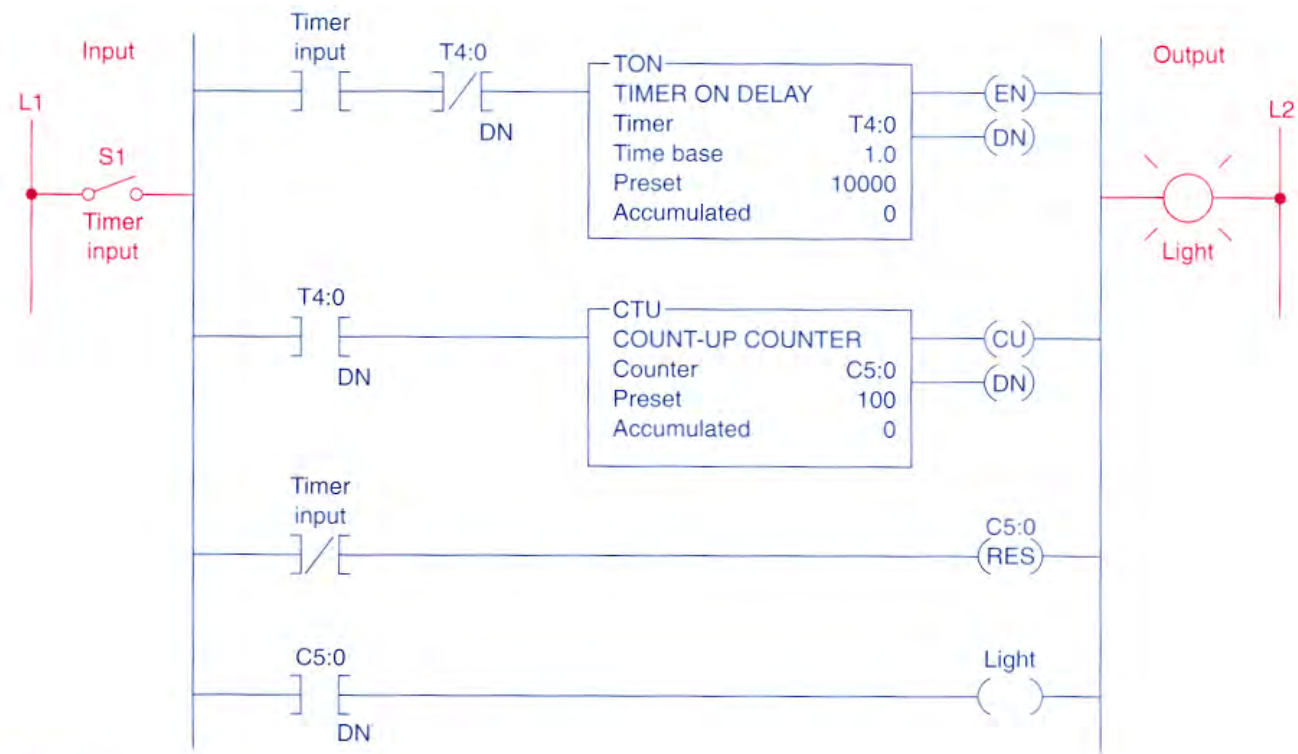 Input
L1
S1
Timer
input
Timer
input
T4:0
DN
TON
TIMER ON DELAY
Timer T4:0
Time base 1.0
Preset 10000
Accumulated 0
EN
DN
Output
L2
Light
T4:0
DN
CTU
COUNT-UP COUNTER
Counter C5:0
Preset 100
Accumulated 0
CU
DN
Timer
input
C5:0
RES
C5:0
DN
Light